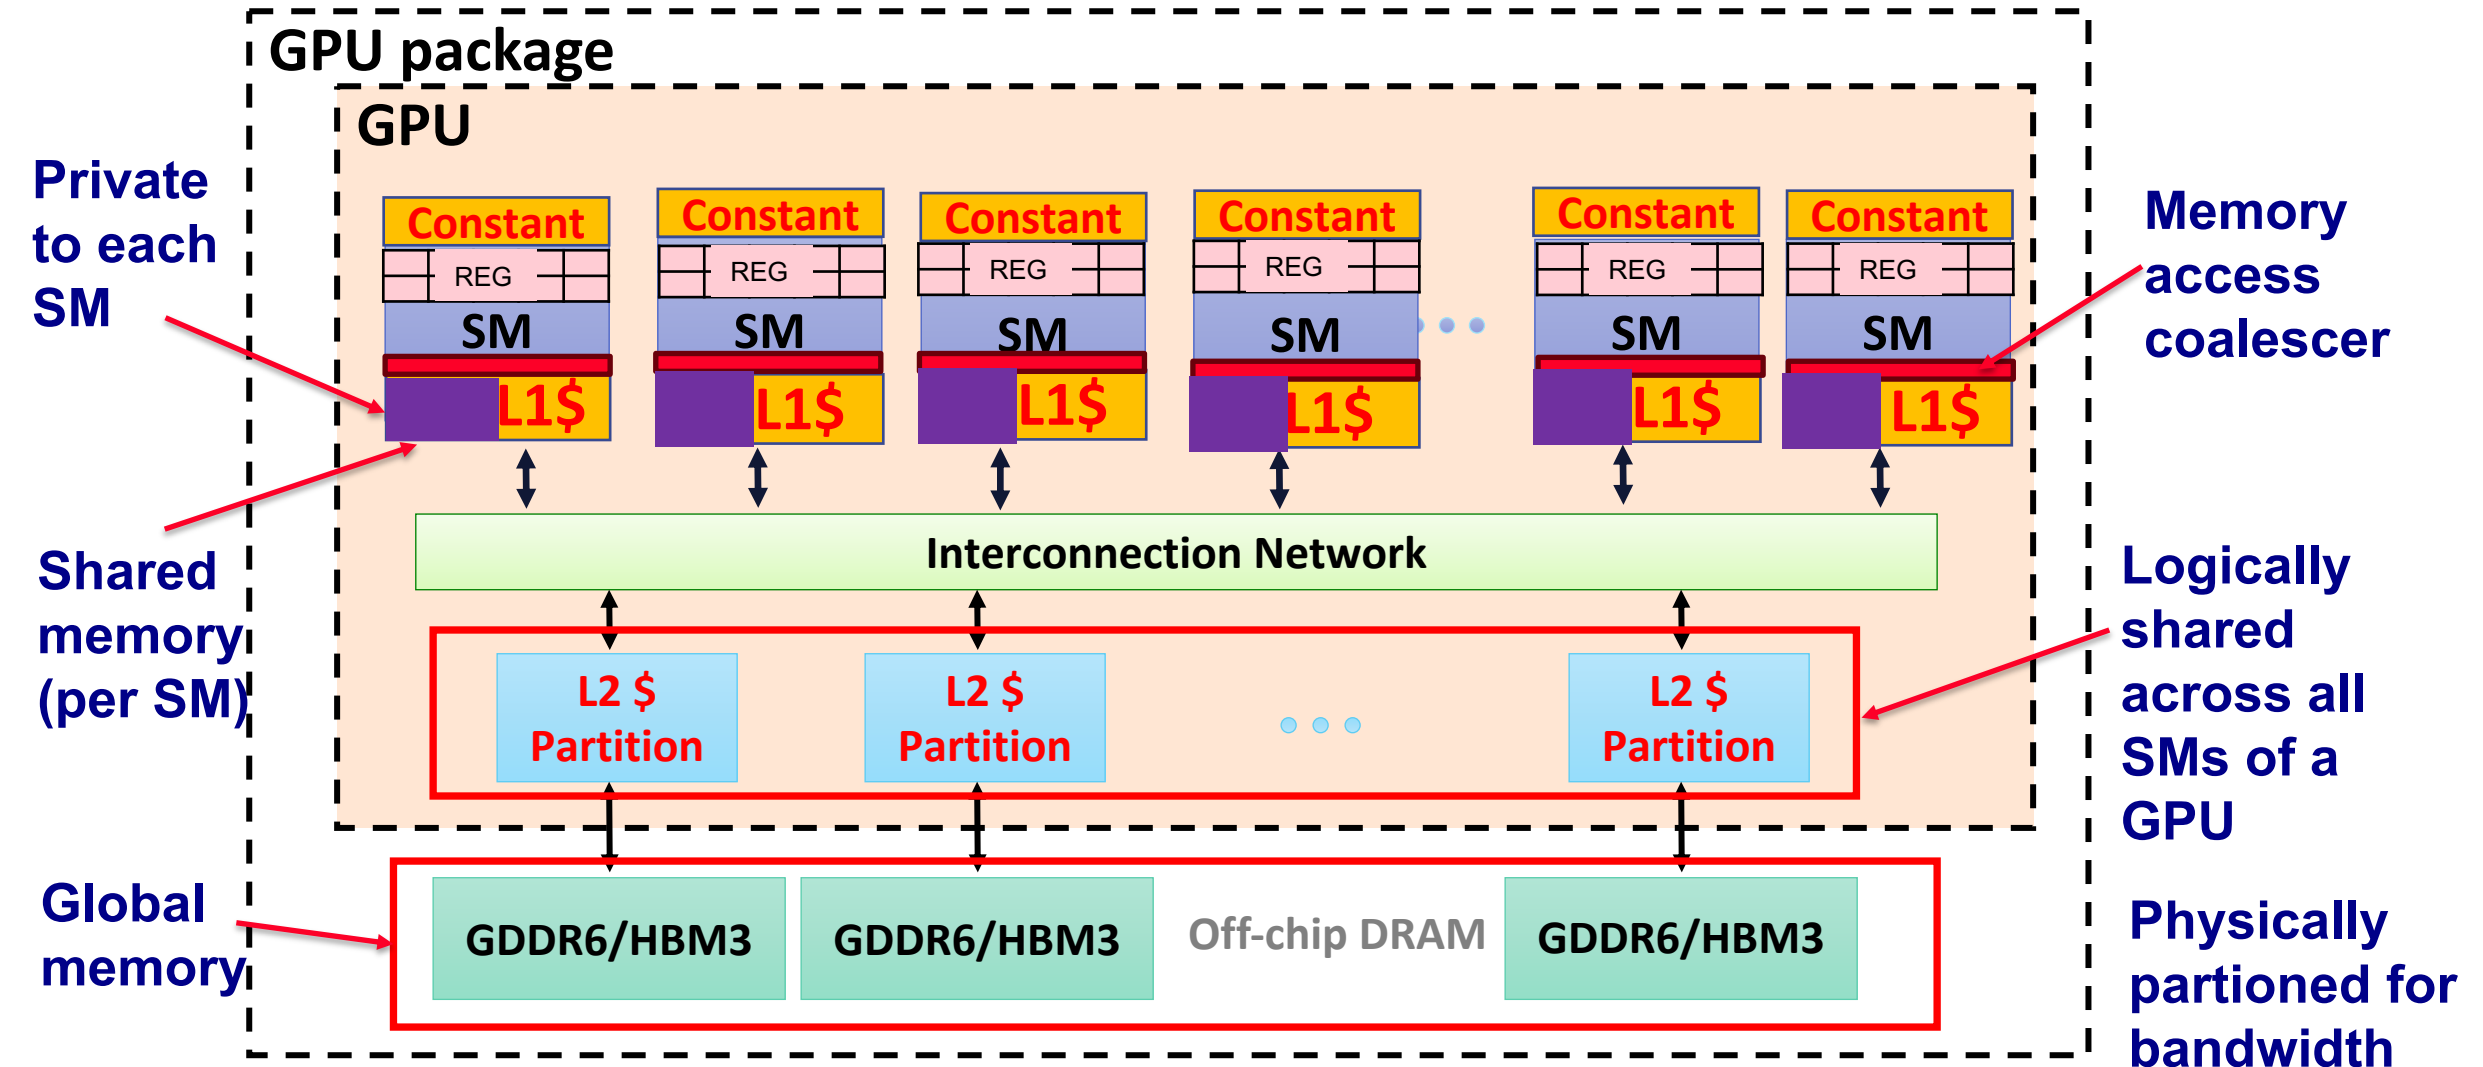 GPU package
GPU
Private
to each
SM
Constant
Constant
Constant
Constant
Constant
Constant
REG
REG
REG
REG
REG
REG
SM
SM
SM
SM
SM
SM
L1$
L1$
L1$
L1$
L1$
L1$
Memory
access
coalescer
Interconnection Network
Shared
memory
(per SM)
L2 $
Partition
L2 $
Partition
L2 $
Partition
Logically
shared
across all
SMs of a
GPU
Global
memory
GDDR6/HBM3
GDDR6/HBM3
Off-chip DRAM
GDDR6/HBM3
Physically
partioned for
bandwidth